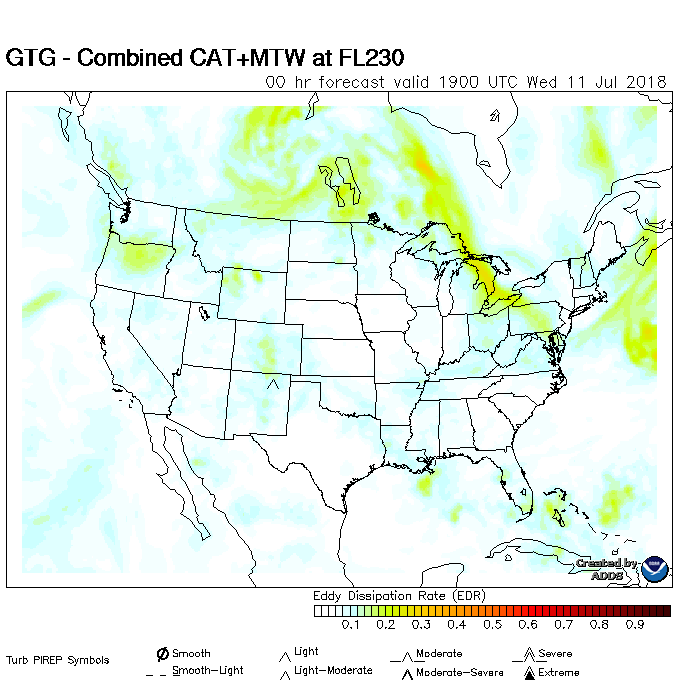 GTG - Combined CAT+MTW at FL230
00 hr forecast valid 1900 UTC Wed 11 Jul 2018
Created by
ADDS
Eddy Dissipation Rate (EDR)
0.1 0.2 0.3 0.4 0.5 0.6 0.7 0.8 0.9
Turb PIREP Symbols
Smooth Light Moderate Severe
Smooth-Light Light-Moderate Moderate-Severe Extreme